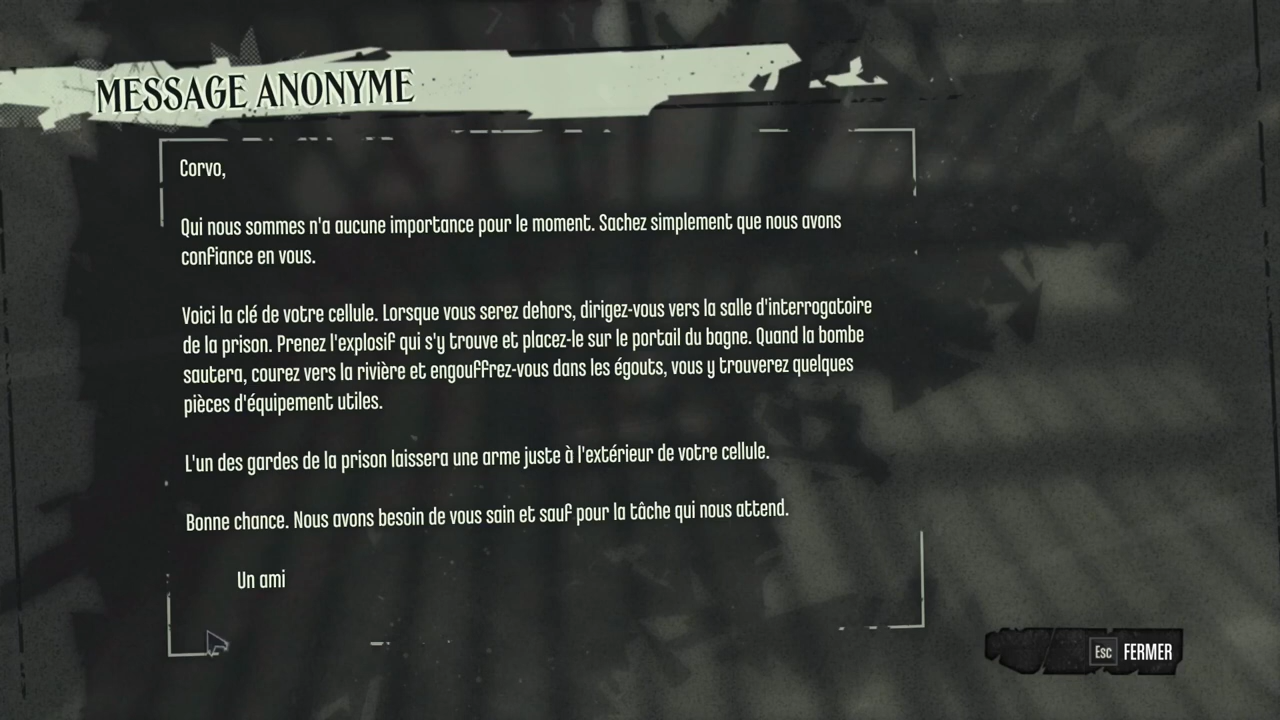 MESSAGE ANONYME
Corvo,
Qui nous sommes n'a aucune importance pour le moment. Sachez simplement que nous avons
confiance en vous.
Voici la clé de votre cellule. Lorsque vous serez dehors, dirigez-vous vers la salle d'interrogatoire
de la prison. Prenez l'explosif qui s'y trouve et placez-le sur le portail du bagne. Quand la bombe
sautera, courez vers la rivière et engouffrez-vous dans les égouts, vous y trouverez quelques
pièces d'équipement utiles.
L'un des gardes de la prison laissera une arme juste à l'extérieur de votre cellule.
Bonne chance. Nous avons besoin de vous sain et sauf pour la tâche qui nous attend.
Un ami
Esc FERMER